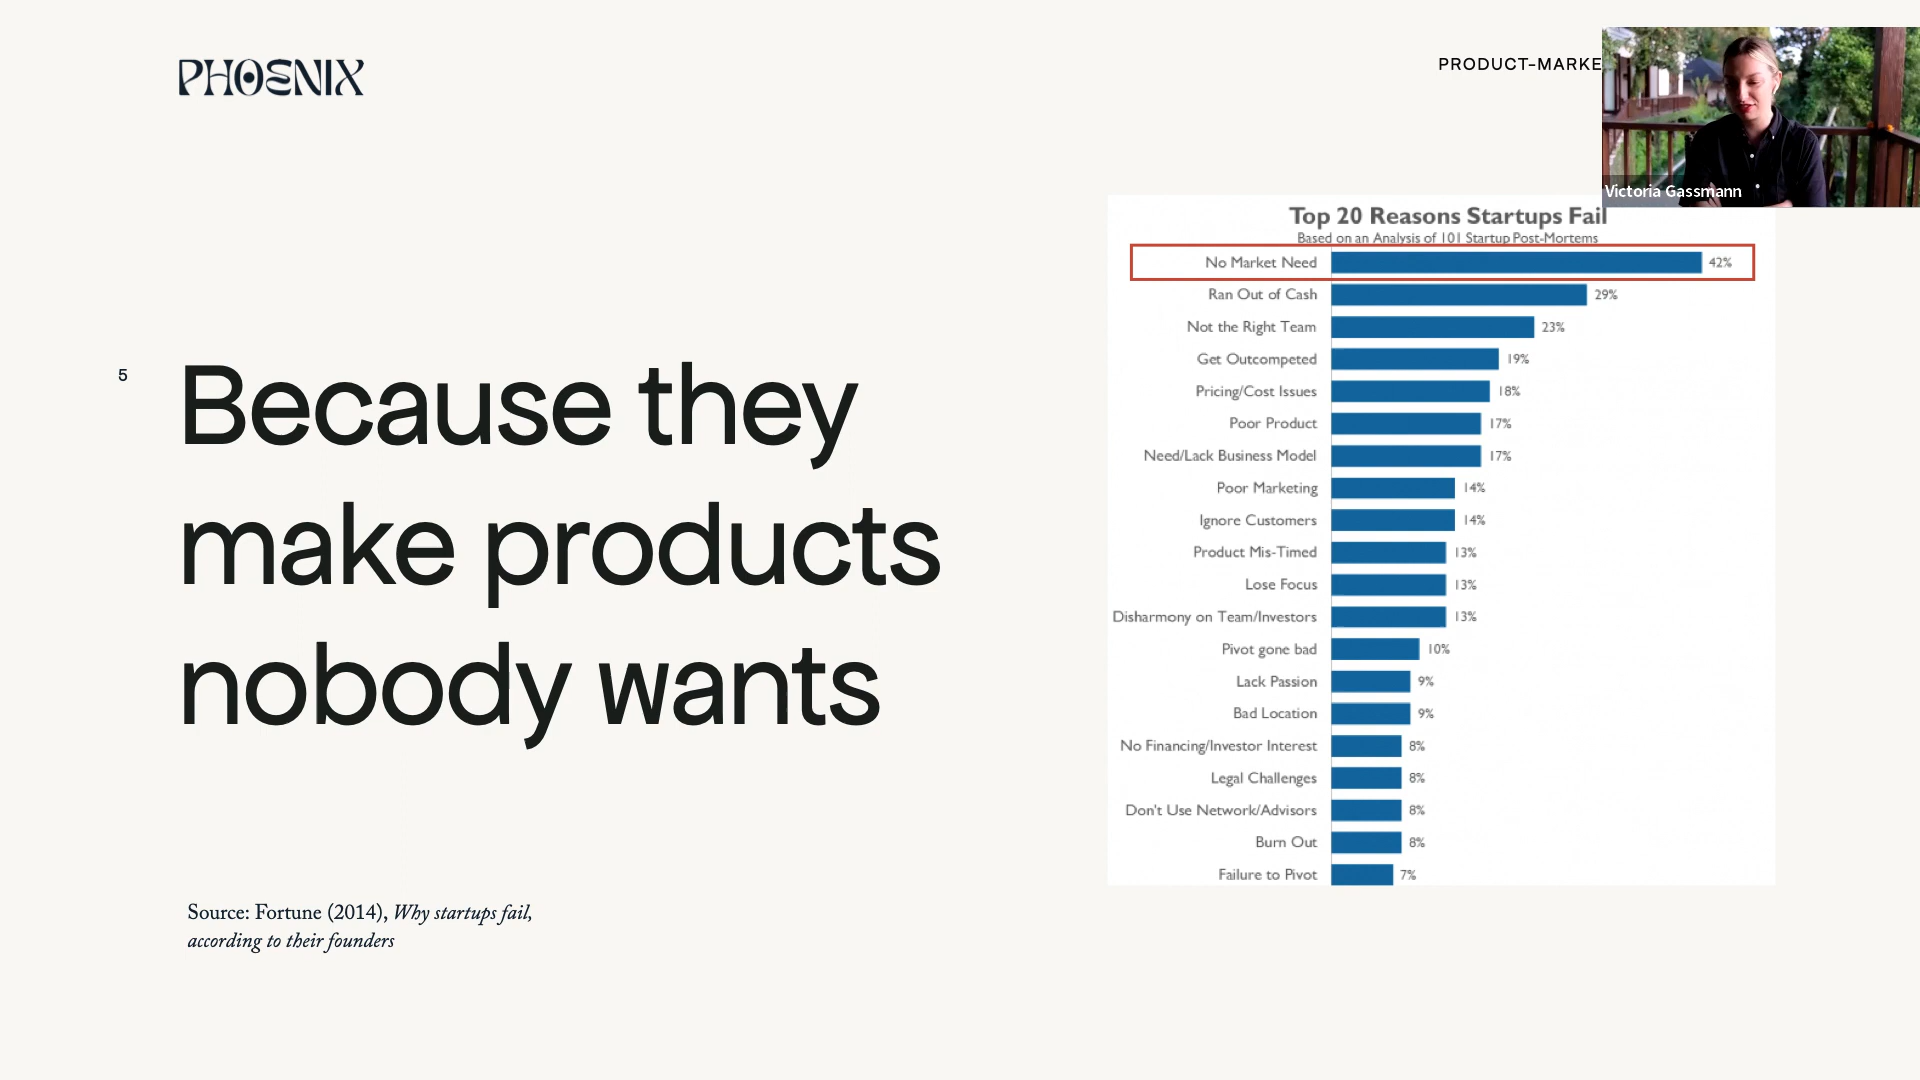 PHOENIX
PRODUCT-MARKE
Victoria Gassmann
5
Because they
make products
nobody wants
Source: Fortune (2014), Why startups fail,
according to their founders
Top 20 Reasons Startups Fail
Based on an Analysis of 101 Startup Post-Mortems
No Market Need 42%
Ran Out of Cash 29%
Not the Right Team 23%
Get Outcompeted 19%
Pricing/Cost Issues 18%
Poor Product 17%
Need/Lack Business Model 17%
Poor Marketing 14%
Ignore Customers 14%
Product Mis-Timed 13%
Lose Focus 13%
Disharmony on Team/Investors 13%
Pivot gone bad 10%
Lack Passion 9%
Bad Location 9%
No Financing/Investor Interest 8%
Legal Challenges 8%
Don't Use Network/Advisors 8%
Burn Out 8%
Failure to Pivot 7%